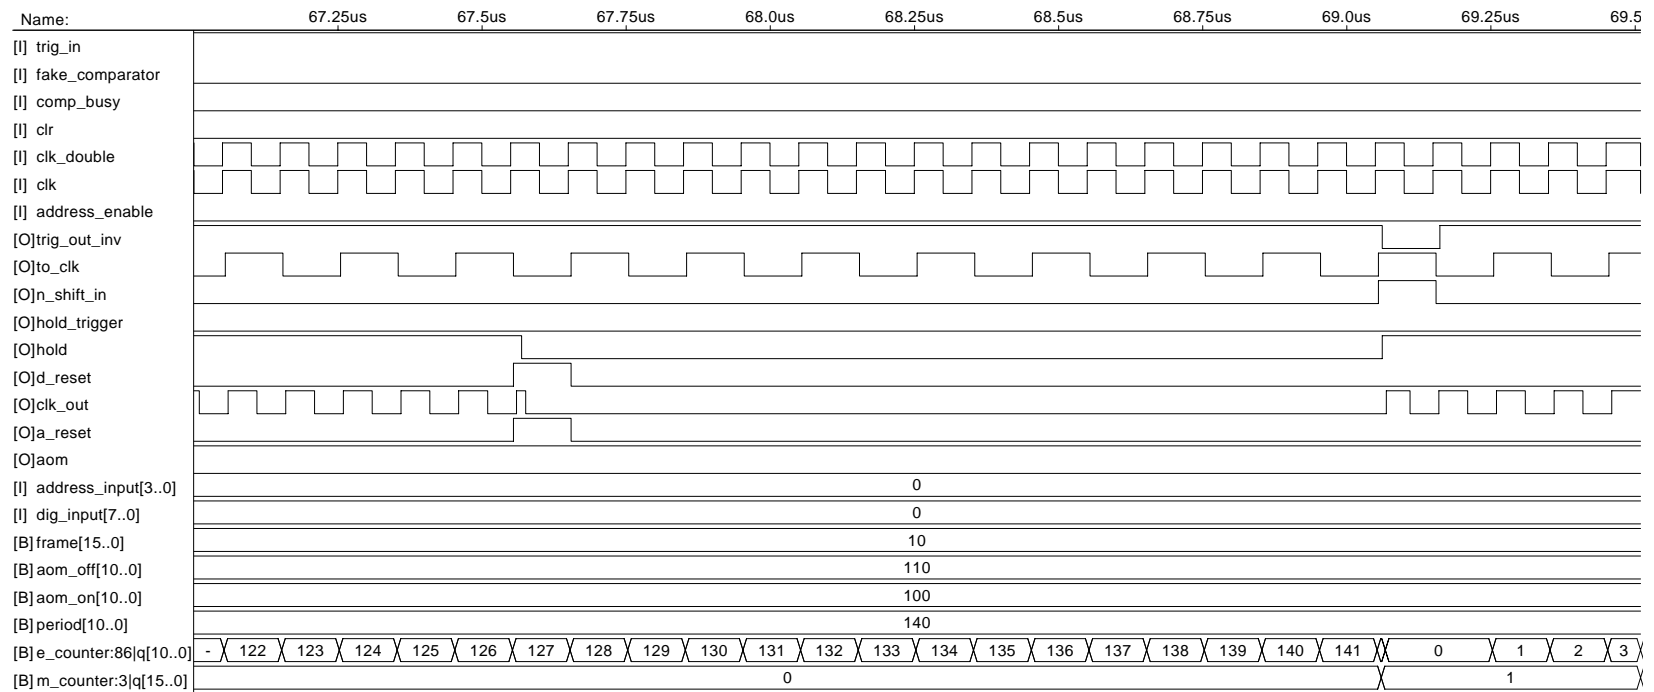 Name: 67.25us 67.5us 67.75us 68.0us 68.25us 68.5us 68.75us 69.0us 69.25us 69.5
[I] trig_in
[I] fake_comparator
[I] comp_busy
[I] clr
[I] clk_double
[I] clk
[I] address_enable
[O]trig_out_inv
[O]to_clk
[O]n_shift_in
[O]hold_trigger
[O]hold
[O]d_reset
[O]clk_out
[O]a_reset
[O]aom
[I] address_input[3..0] 0
[I] dig_input[7..0] 0
[B] frame[15..0] 10
[B] aom_off[10..0] 110
[B] aom_on[10..0] 100
[B] period[10..0] 140
[B] e_counter:86|q[10..0] - 122 123 124 125 126 127 128 129 130 131 132 133 134 135 136 137 138 139 140 141 0 1 2 3
[B] m_counter:3|q[15..0] 0 1